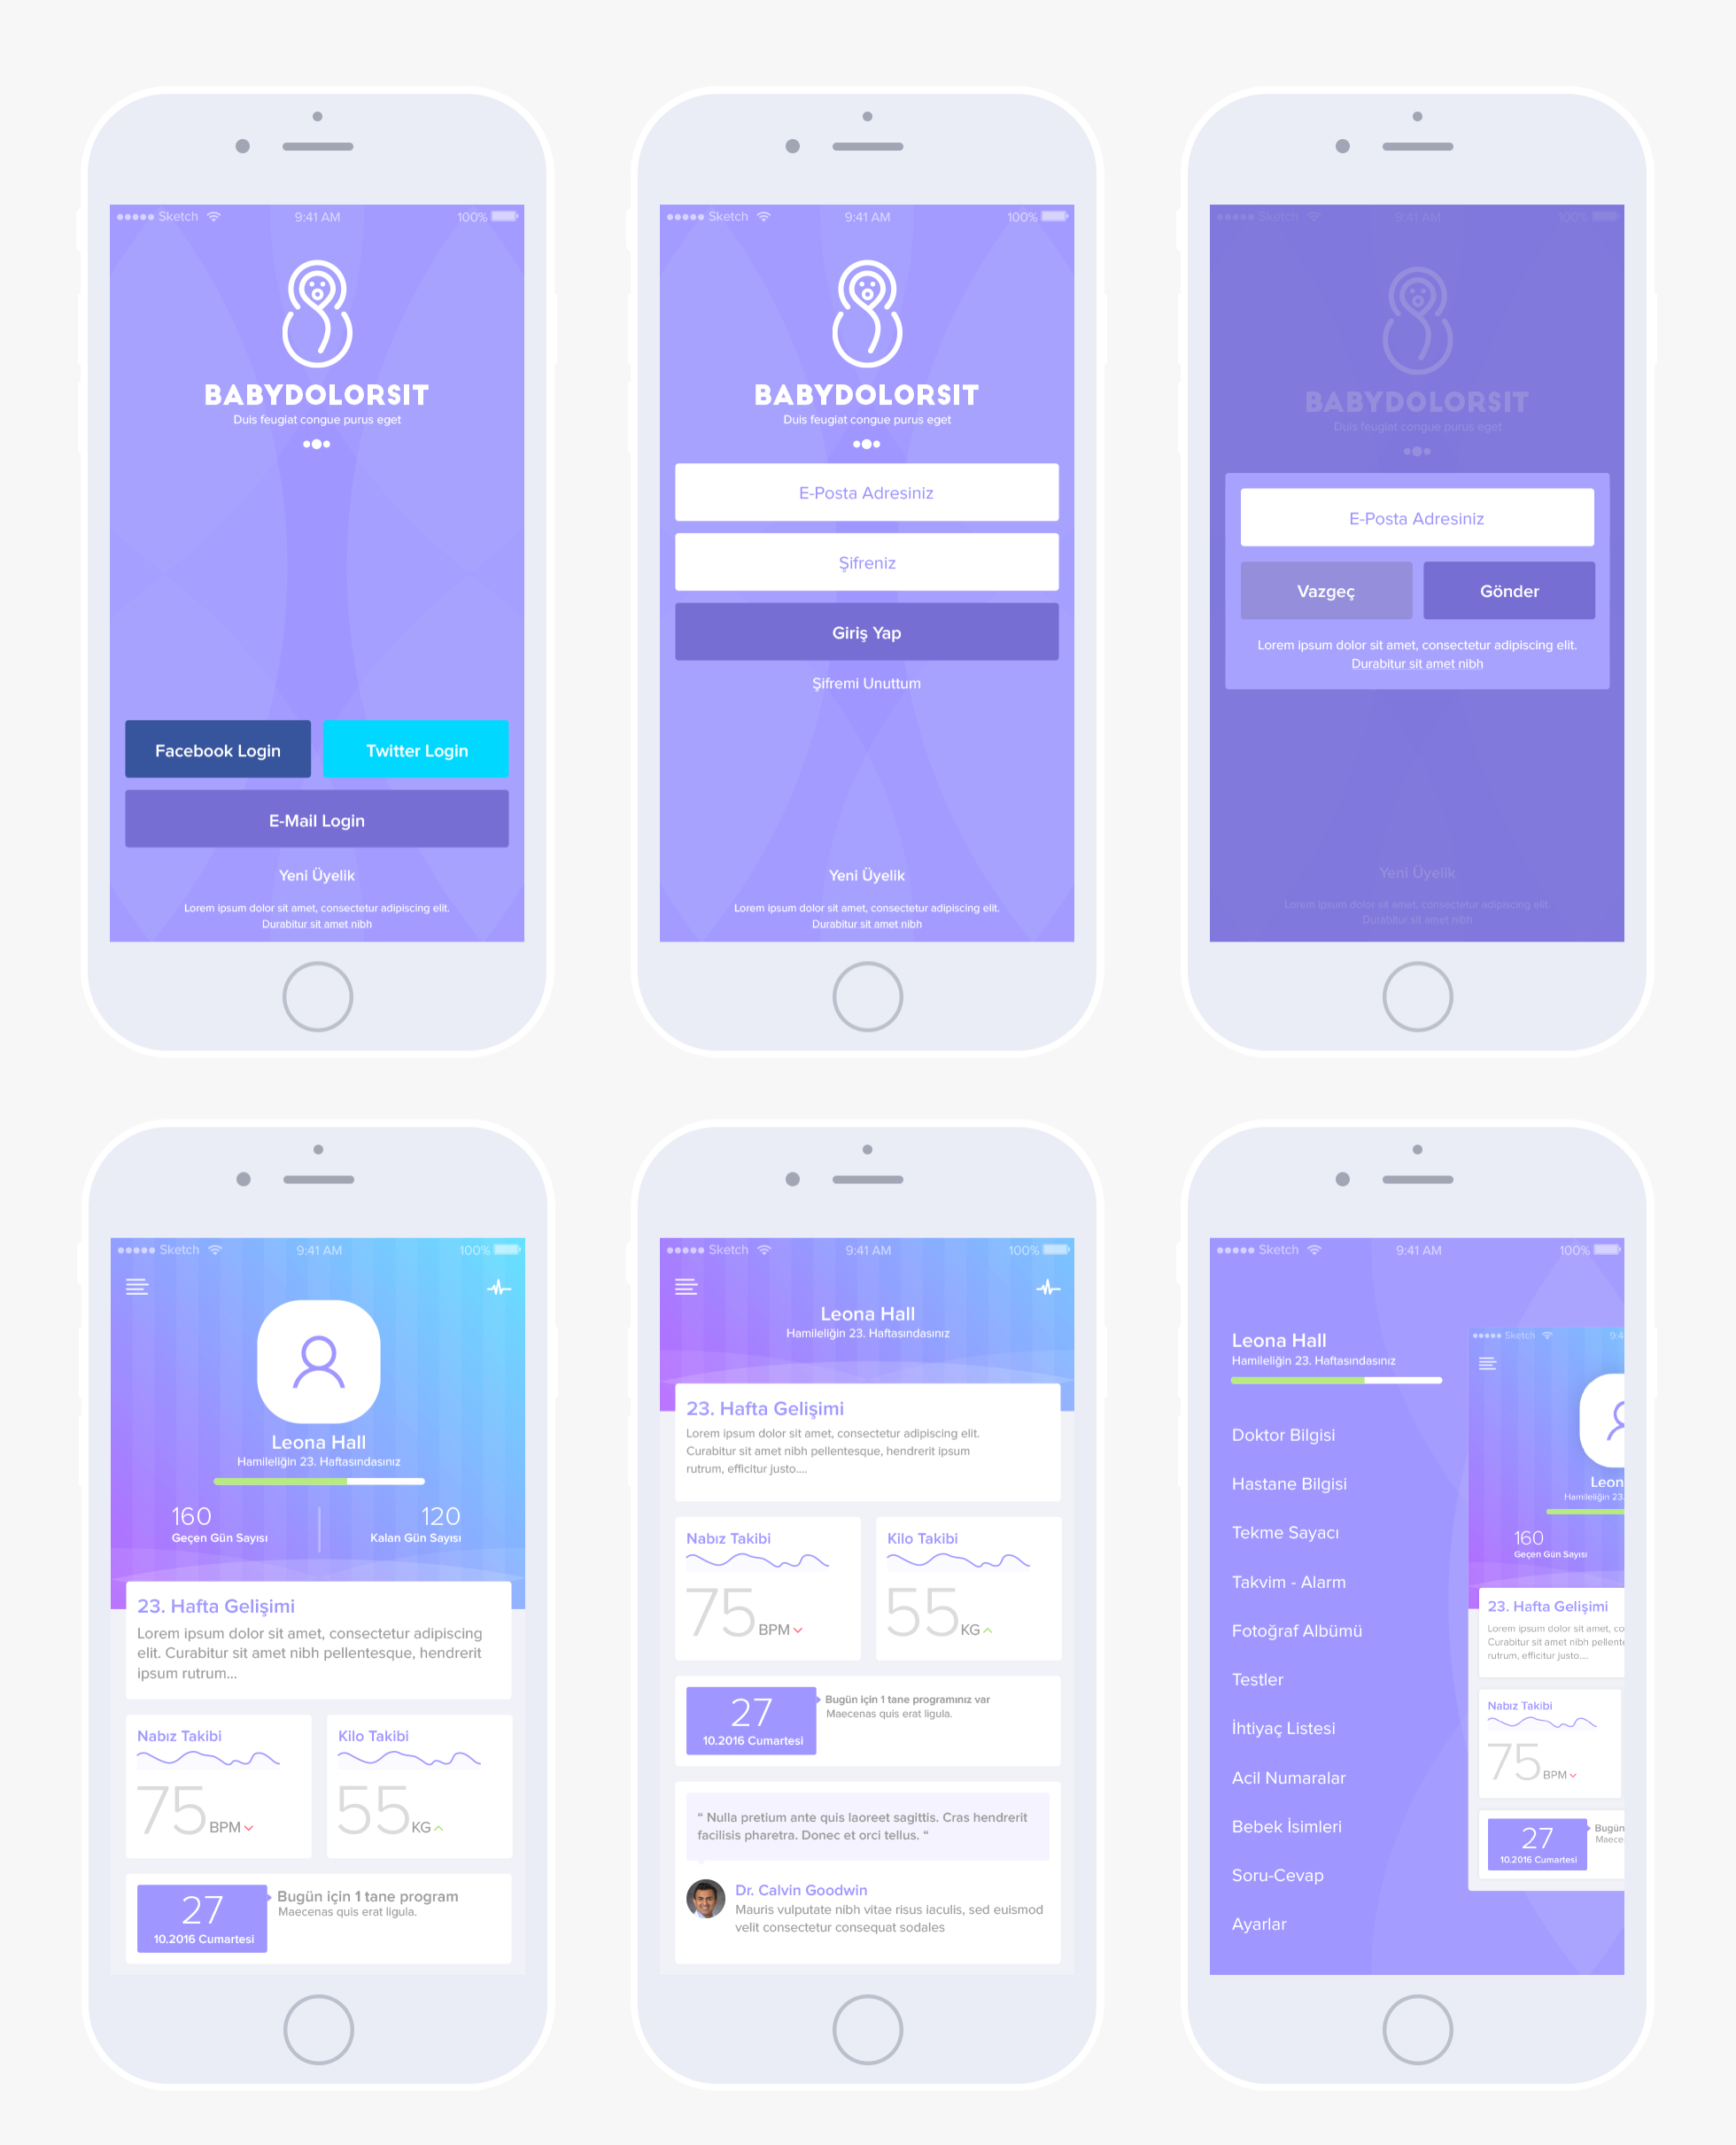 Sketch 9:41 AM 100%
BABYDOLORSIT
Duis feugiat congue purus eget
Facebook Login
Twitter Login
E-Mail Login
Yeni Üyelik
Lorem ipsum dolor sit amet, consectetur adipiscing elit.
Durabitur sit amet nibh
Sketch 9:41 AM 100%
BABYDOLORSIT
Duis feugiat congue purus eget
E-Posta Adresiniz
Şifreniz
Giriş Yap
Şifremi Unuttum
Yeni Üyelik
Lorem ipsum dolor sit amet, consectetur adipiscing elit.
Durabitur sit amet nibh
Sketch 9:41 AM 100%
BABYDOLORSIT
Duis feugiat congue purus eget
E-Posta Adresiniz
Vazgeç
Gönder
Lorem ipsum dolor sit amet, consectetur adipiscing elit.
Durabitur sit amet nibh
Yeni Üyelik
Lorem ipsum dolor sit amet, consectetur adipiscing elit.
Durabitur sit amet nibh
Sketch 9:41 AM 100%
Leona Hall
Hamileliğin 23. Haftasındasınız
160
Geçen Gün Sayısı
120
Kalan Gün Sayısı
23. Hafta Gelişimi
Lorem ipsum dolor sit amet, consectetur adipiscing
elit. Curabitur sit amet nibh pellentesque, hendrerit
ipsum rutrum...
Nabız Takibi
75 BPM
Kilo Takibi
55 KG
27
10.2016 Cumartesi
Bugün için 1 tane program
Maecenas quis erat ligula.
Sketch 9:41 AM 100%
Leona Hall
Hamileliğin 23. Haftasındasınız
23. Hafta Gelişimi
Lorem ipsum dolor sit amet, consectetur adipiscing elit.
Curabitur sit amet nibh pellentesque, hendrerit ipsum
rutrum, efficitur justo....
Nabız Takibi
75 BPM
Kilo Takibi
55 KG
27
10.2016 Cumartesi
Bugün için 1 tane programınız var
Maecenas quis erat ligula.
“ Nulla pretium ante quis laoreet sagittis. Cras hendrerit
facilisis pharetra. Donec et orci tellus. “
Dr. Calvin Goodwin
Mauris vulputate nibh vitae risus iaculis, sed euismod
velit consectetur consequat sodales
Sketch 9:41 AM 100%
Leona Hall
Hamileliğin 23. Haftasındasınız
Doktor Bilgisi
Hastane Bilgisi
Tekme Sayacı
Takvim - Alarm
Fotoğraf Albümü
Testler
İhtiyaç Listesi
Acil Numaralar
Bebek İsimleri
Soru-Cevap
Ayarlar
Sketch 9:4
Leon
Hamileliğin 23.
160
Geçen Gün Sayısı
23. Hafta Gelişimi
Lorem ipsum dolor sit amet, co
Curabitur sit amet nibh pellente
rutrum, efficitur justo....
Nabız Takibi
75 BPM
27
10.2016 Cumartesi
Bugün
Maece